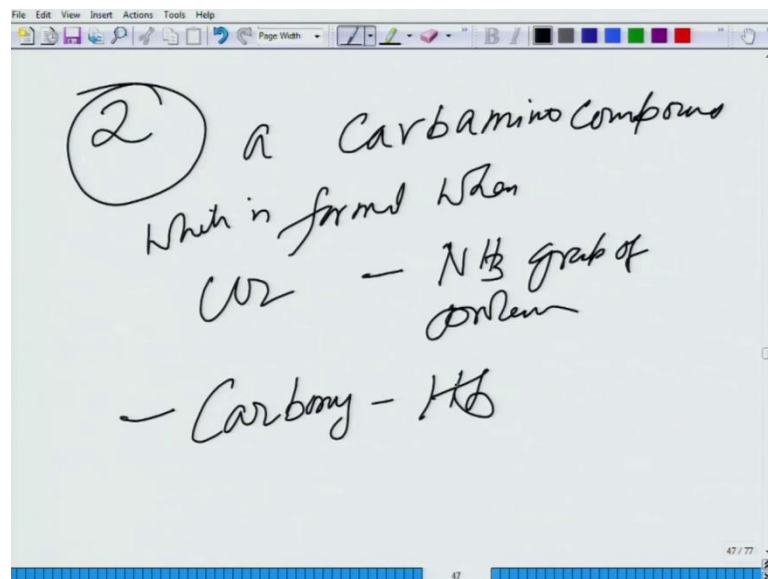 File Edit View Insert Actions Tools Help
Page Width
2
a Carbamino Compound
which is formed when
CO2 - NH3 group of
protein
- Carboxy - Hb
47 / 77
47